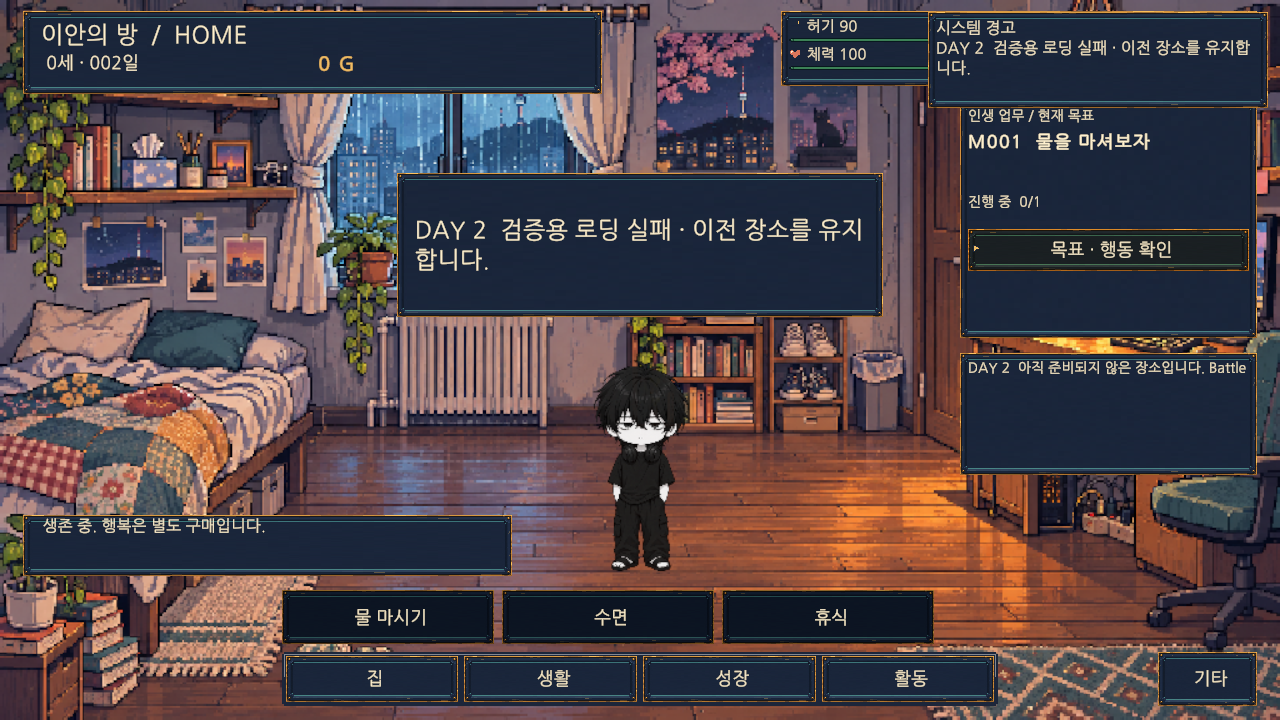 이안의 방 / HOME
0세 · 002일
0 G
허기 90
체력 100
시스템 경고
DAY 2 검증용 로딩 실패 · 이전 장소를 유지합
니다.
인생 업무 / 현재 목표
M001 물을 마셔보자
진행 중 0/1
목표 · 행동 확인
DAY 2 검증용 로딩 실패 · 이전 장소를 유지
합니다.
DAY 2 아직 준비되지 않은 장소입니다. Battle
생존 중. 행복은 별도 구매입니다.
물 마시기
수면
휴식
집
생활
성장
활동
기타